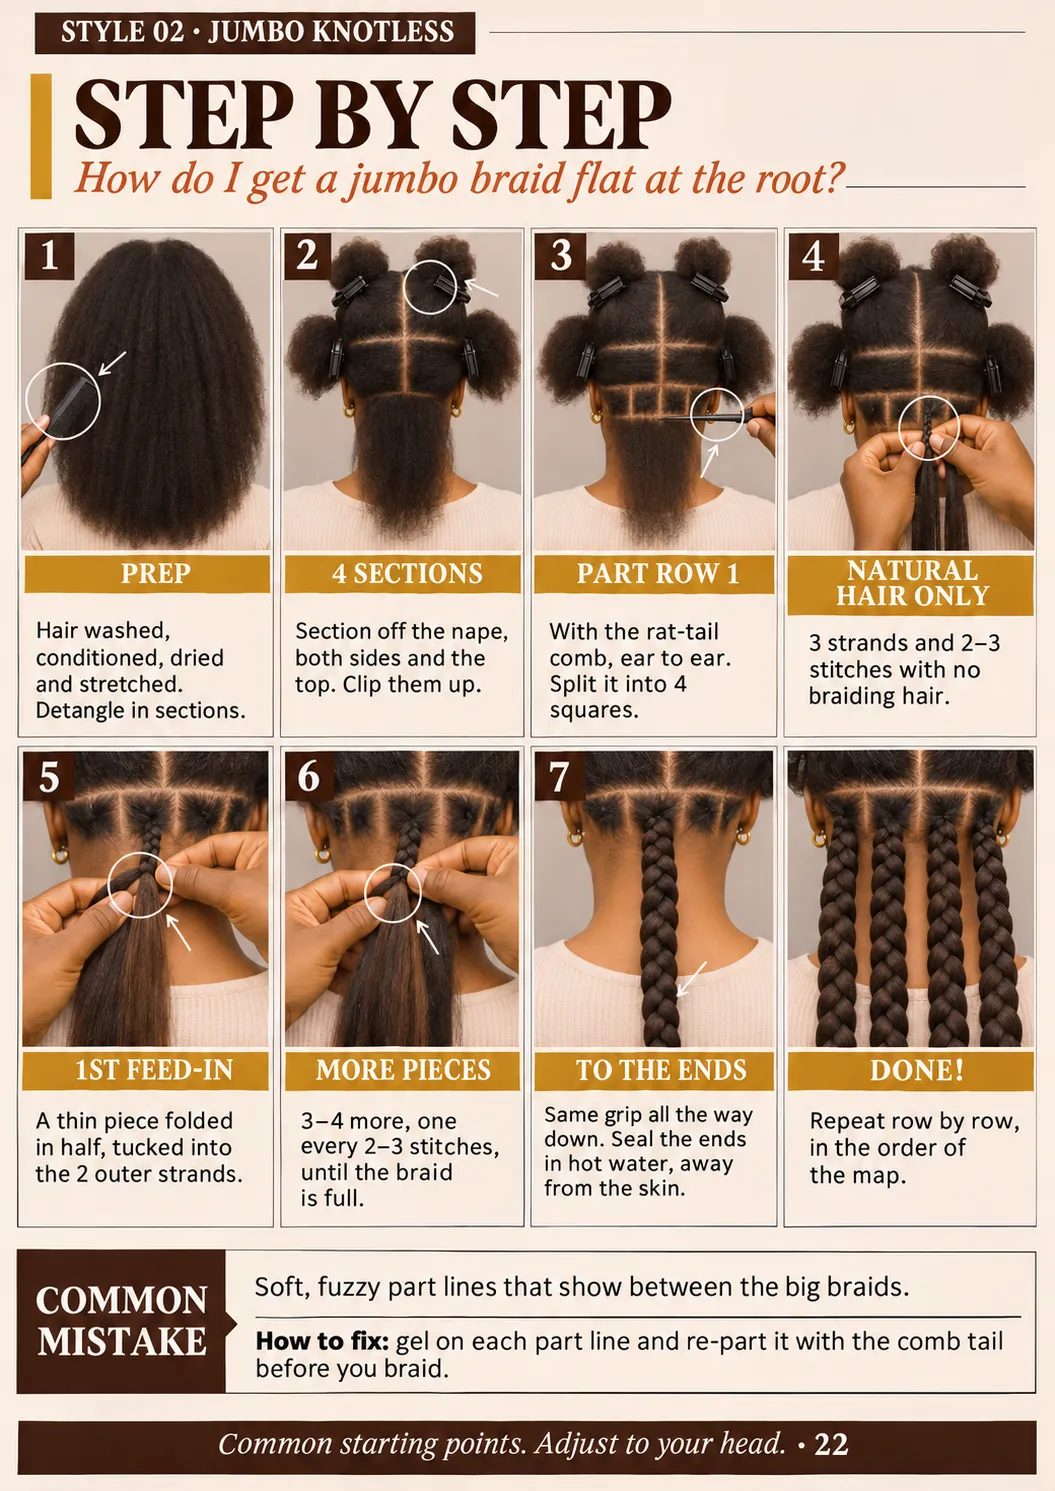 STYLE 02 · JUMBO KNOTLESS
STEP BY STEP
How do I get a jumbo braid flat at the root?
1
PREP
Hair washed,
conditioned, dried
and stretched.
Detangle in sections.
2
4 SECTIONS
Section off the nape,
both sides and the
top. Clip them up.
3
PART ROW 1
With the rat-tail
comb, ear to ear.
Split it into 4
squares.
4
NATURAL
HAIR ONLY
3 strands and 2–3
stitches with no
braiding hair.
5
1ST FEED-IN
A thin piece folded
in half, tucked into
the 2 outer strands.
6
MORE PIECES
3–4 more, one
every 2–3 stitches,
until the braid
is full.
7
TO THE ENDS
Same grip all the way
down. Seal the ends
in hot water, away
from the skin.
DONE!
Repeat row by row,
in the order of
the map.
COMMON
MISTAKE
Soft, fuzzy part lines that show between the big braids.
How to fix: gel on each part line and re-part it with the comb tail
before you braid.
Common starting points. Adjust to your head. · 22